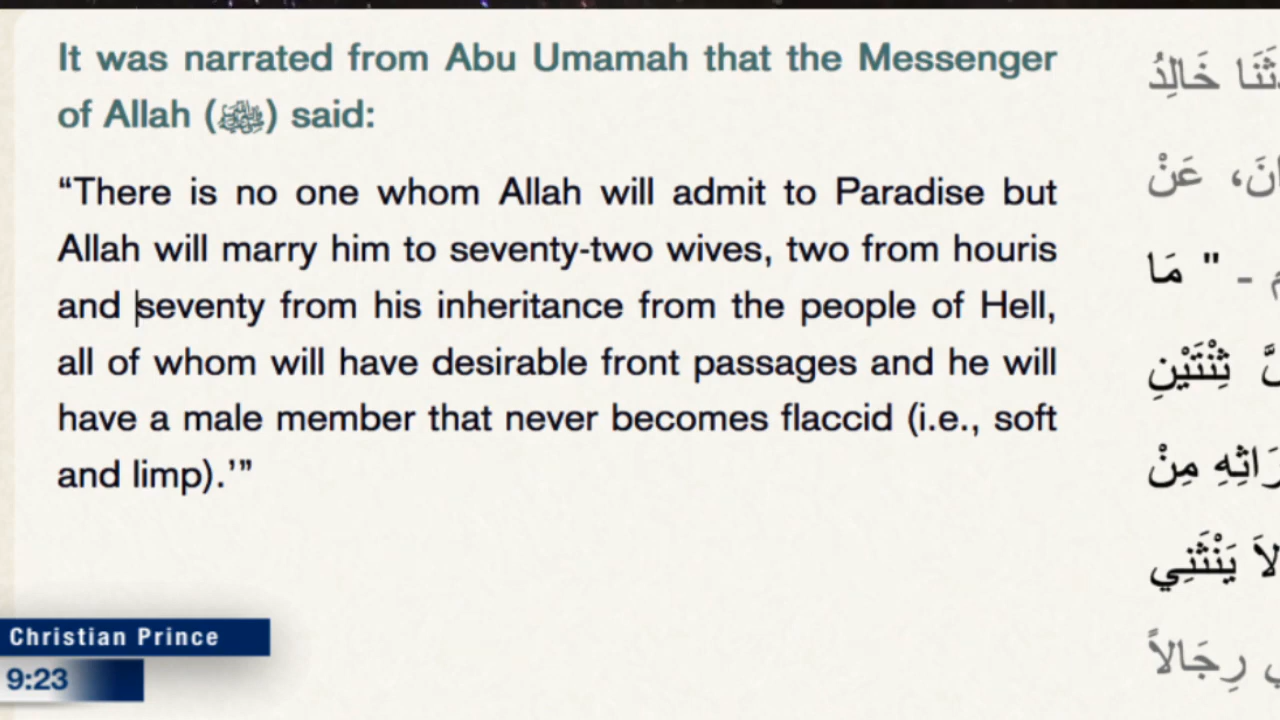 It was narrated from Abu Umamah that the Messenger
of Allah (ﷺ) said:
“There is no one whom Allah will admit to Paradise but
Allah will marry him to seventy-two wives, two from houris
and seventy from his inheritance from the people of Hell,
all of whom will have desirable front passages and he will
have a male member that never becomes flaccid (i.e., soft
and limp).’”
خَالِدُ
عَنْ
" مَا
ثِنْتَيْنِ
مِنْ
يَنْثَنِي
رِجَالاً
Christian Prince
9:23